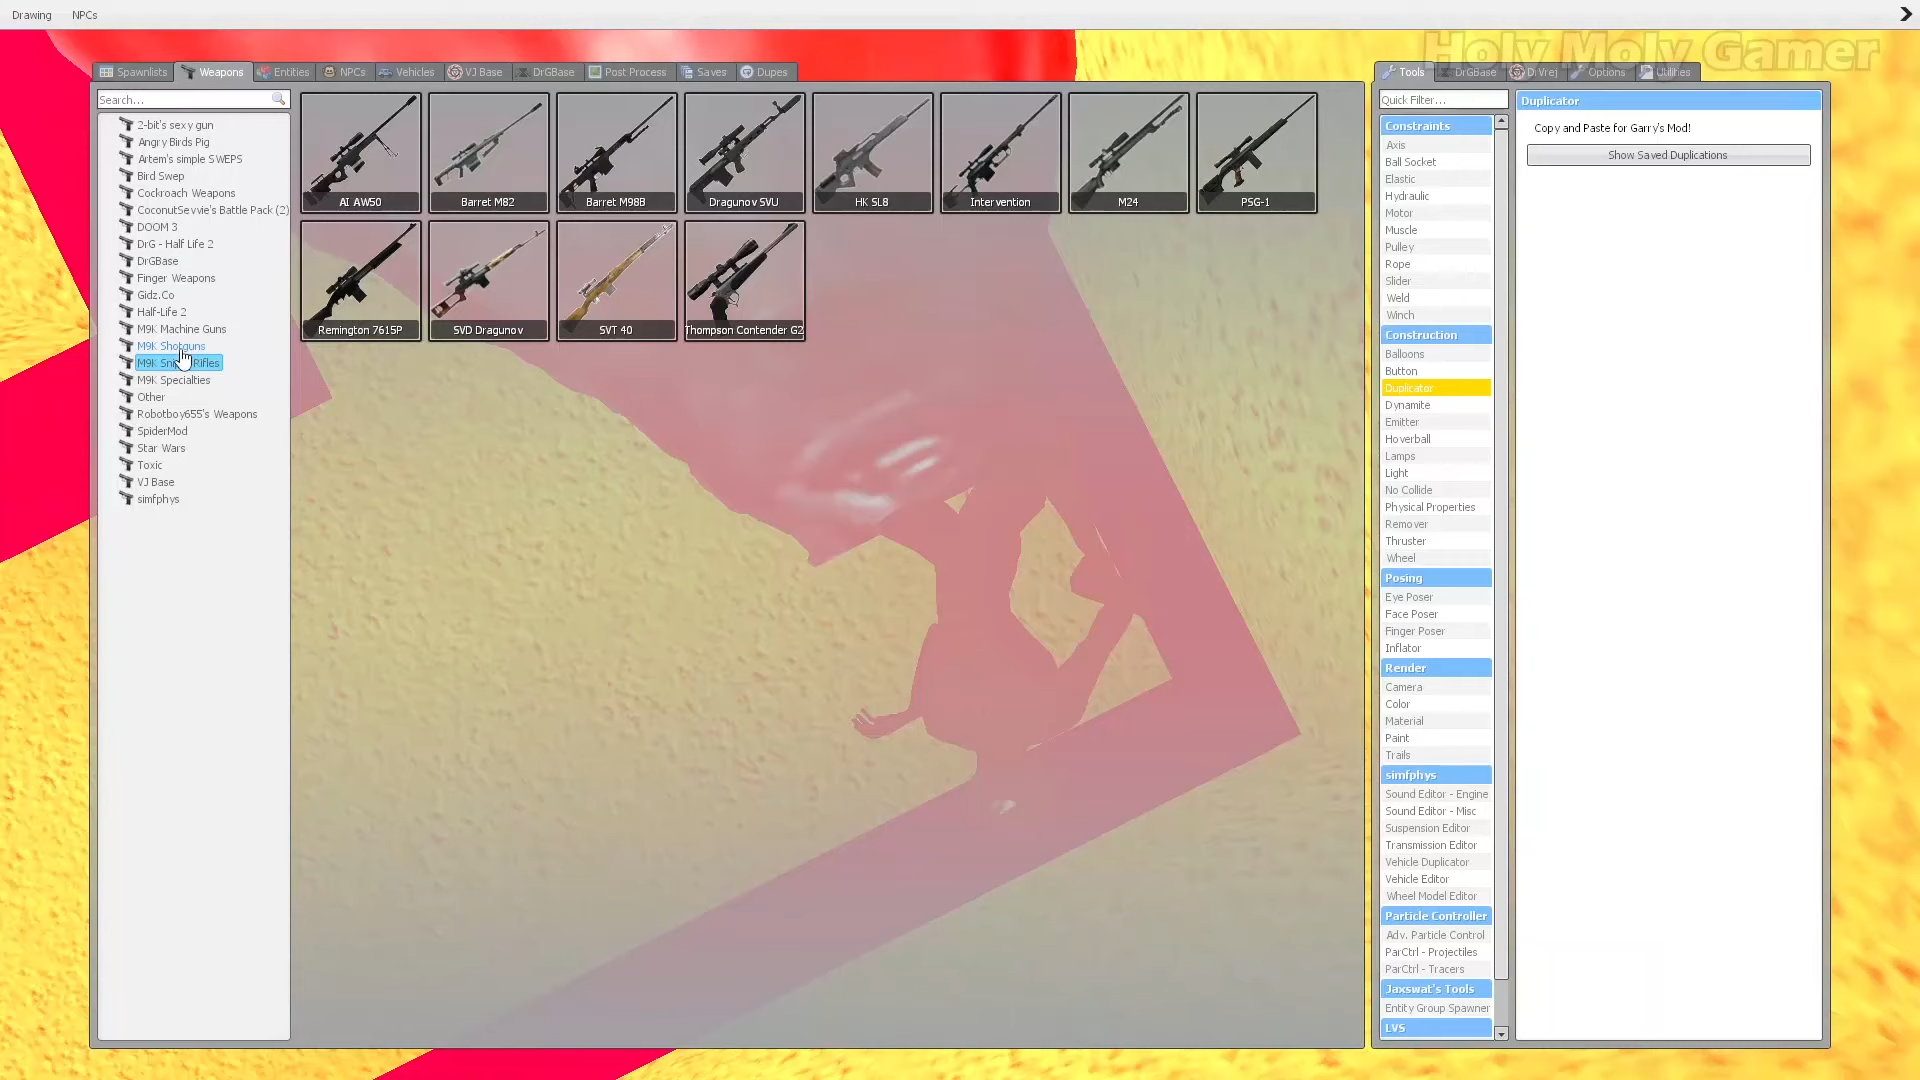 Drawing NPCs
Holy Moly Gamer
Spawnlists Weapons Entities NPCs Vehicles VJ Base DrGBase Post Process Saves Dupes
Search...
2-bit's sexy gun
Angry Birds Pig
Artem's simple SWEPS
Bird Swep
Cockroach Weapons
CoconutSevvie's Battle Pack (2)
DOOM 3
DrG - Half Life 2
DrGBase
Finger Weapons
Gidz.Co
Half-Life 2
M9K Machine Guns
M9K Shotguns
M9K Sniper Rifles
M9K Specialties
Other
Robotboy655's Weapons
SpiderMod
Star Wars
Toxic
VJ Base
simfphys
AI AW50 Barret M82 Barret M98B Dragunov SVU HK SL8 Intervention M24 PSG-1
Remington 7615P SVD Dragunov SVT 40 Thompson Contender G2
Tools DrGBase DrVrej Options Utilities
Quick Filter...
Constraints
Axis
Ball Socket
Elastic
Hydraulic
Motor
Muscle
Pulley
Rope
Slider
Weld
Winch
Construction
Balloons
Button
Duplicator
Dynamite
Emitter
Hoverball
Lamps
Light
No Collide
Physical Properties
Remover
Thruster
Wheel
Posing
Eye Poser
Face Poser
Finger Poser
Inflator
Render
Camera
Color
Material
Paint
Trails
simfphys
Sound Editor - Engine
Sound Editor - Misc
Suspension Editor
Transmission Editor
Vehicle Duplicator
Vehicle Editor
Wheel Model Editor
Particle Controller
Adv. Particle Control
ParCtrl - Projectiles
ParCtrl - Tracers
Jaxswat's Tools
Entity Group Spawner
LVS
Duplicator
Copy and Paste for Garry's Mod!
Show Saved Duplications